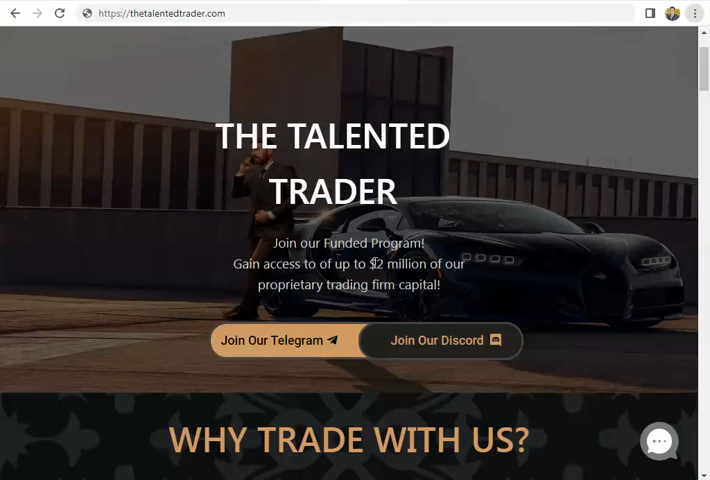 https://thetalentedtrader.com
THE TALENTED
TRADER
Join our Funded Program!
Gain access to of up to $2 million of our
proprietary trading firm capital!
Join Our Telegram
Join Our Discord
WHY TRADE WITH US?